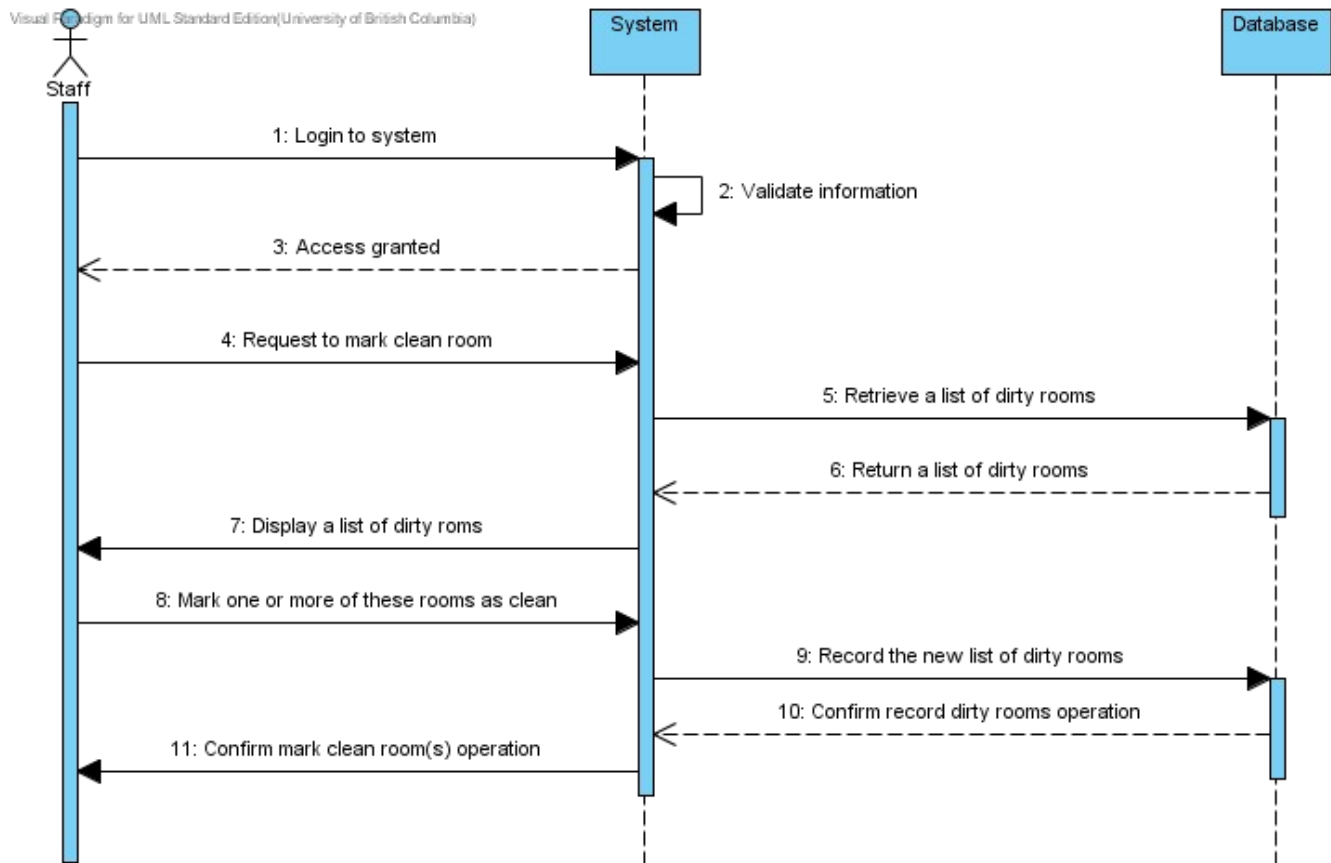 Visual Paradigm for UML Standard Edition(University of British Columbia)
System
Database
Staff
1: Login to system
2: Validate information
3: Access granted
4: Request to mark clean room
5: Retrieve a list of dirty rooms
6: Return a list of dirty rooms
7: Display a list of dirty roms
8: Mark one or more of these rooms as clean
9: Record the new list of dirty rooms
10: Confirm record dirty rooms operation
11: Confirm mark clean room(s) operation